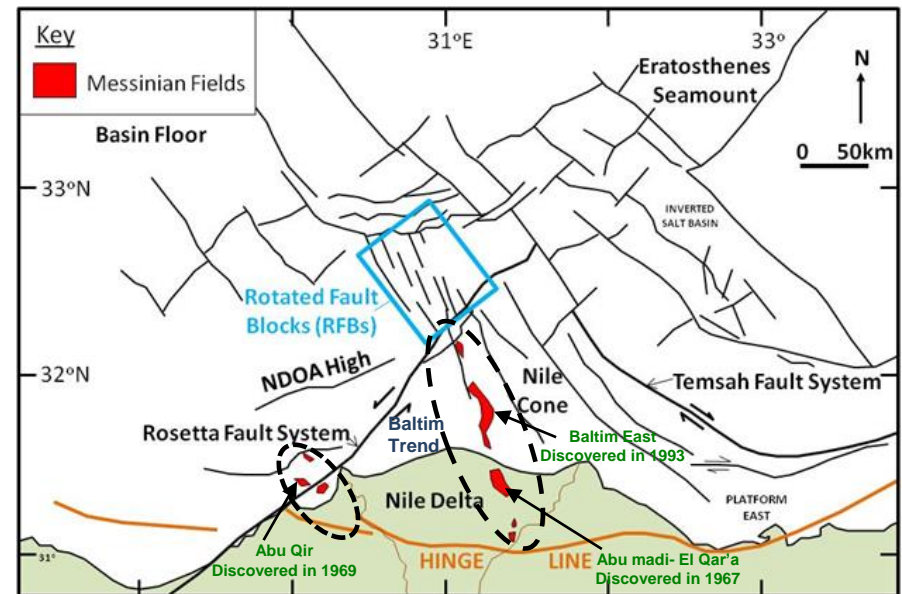 Key
Messinian Fields
31°E
33°
N
0 50km
Eratosthenes
Seamount
Basin Floor
33°N
INVERTED
SALT BASIN
Rotated Fault
Blocks (RFBs)
32°N
NDOA High
Nile
Cone
Temsah Fault System
Baltim
Trend
Rosetta Fault System
Baltim East
Discovered in 1993
Nile Delta
PLATFORM
EAST
31°
Abu Qir
Discovered in 1969
HINGE LINE
Abu madi- El Qar'a
Discovered in 1967